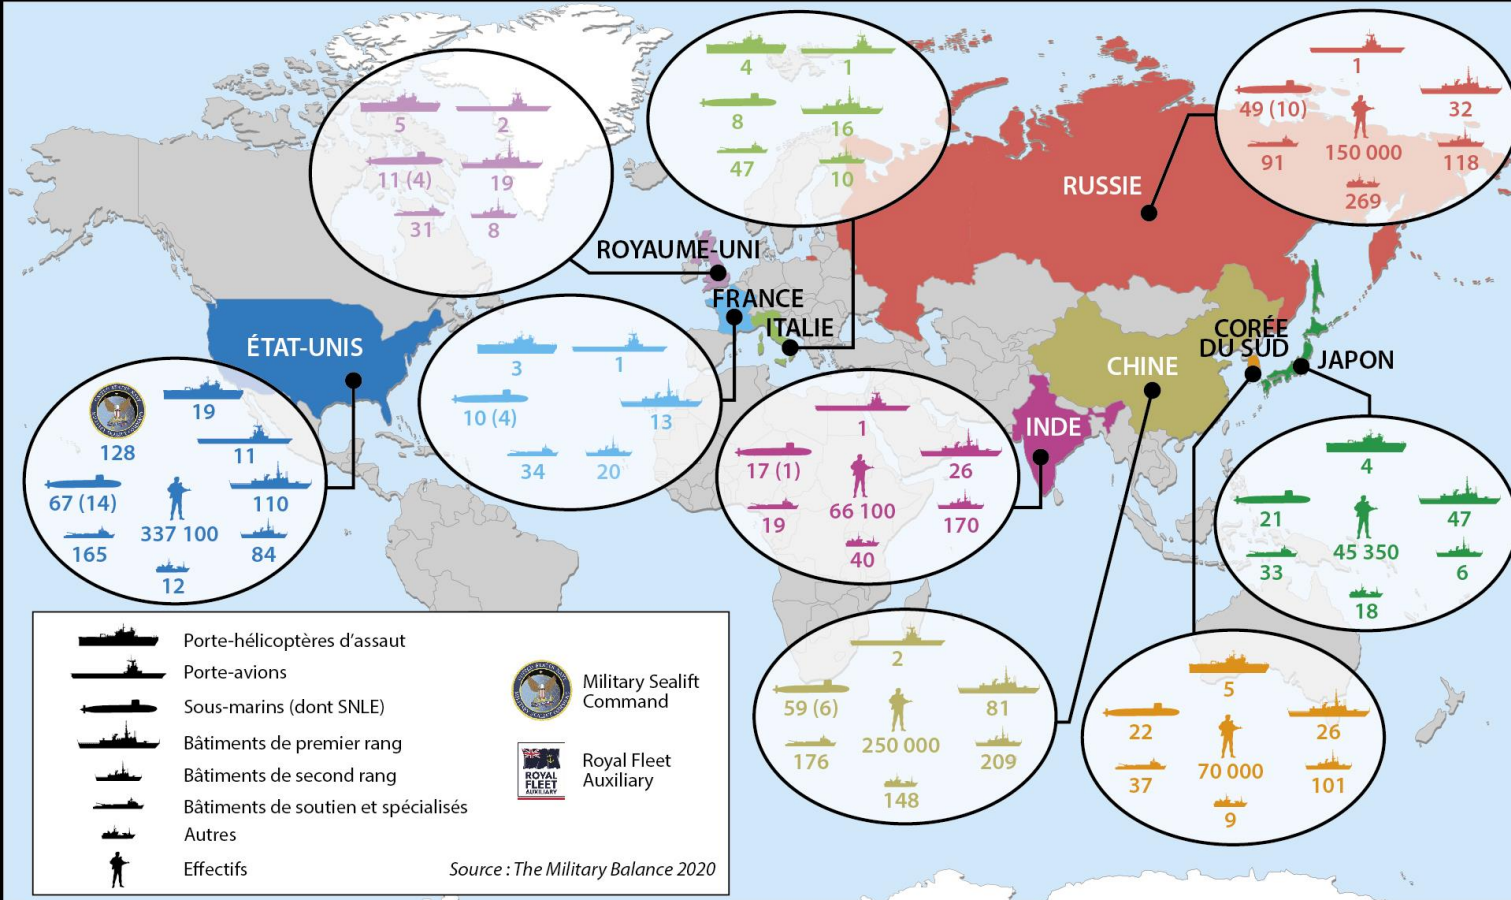 5
2
11 (4)
19
31
8
4
1
8
16
47
10
1
49 (10)
32
150 000
91
118
269
RUSSIE
ROYAUME-UNI
FRANCE
ITALIE
ÉTAT-UNIS
CORÉE
DU SUD
JAPON
CHINE
INDE
128
19
11
67 (14)
110
337 100
165
84
12
3
1
10 (4)
13
34
20
1
17 (1)
26
66 100
19
170
40
4
21
47
45 350
33
6
18
2
59 (6)
81
250 000
176
209
148
5
22
26
70 000
37
101
9
Porte-hélicoptères d'assaut
Porte-avions
Sous-marins (dont SNLE)
Bâtiments de premier rang
Bâtiments de second rang
Bâtiments de soutien et spécialisés
Autres
Effectifs
Military Sealift
Command
ROYAL
FLEET
AUXILIARY
Royal Fleet
Auxiliary
Source : The Military Balance 2020